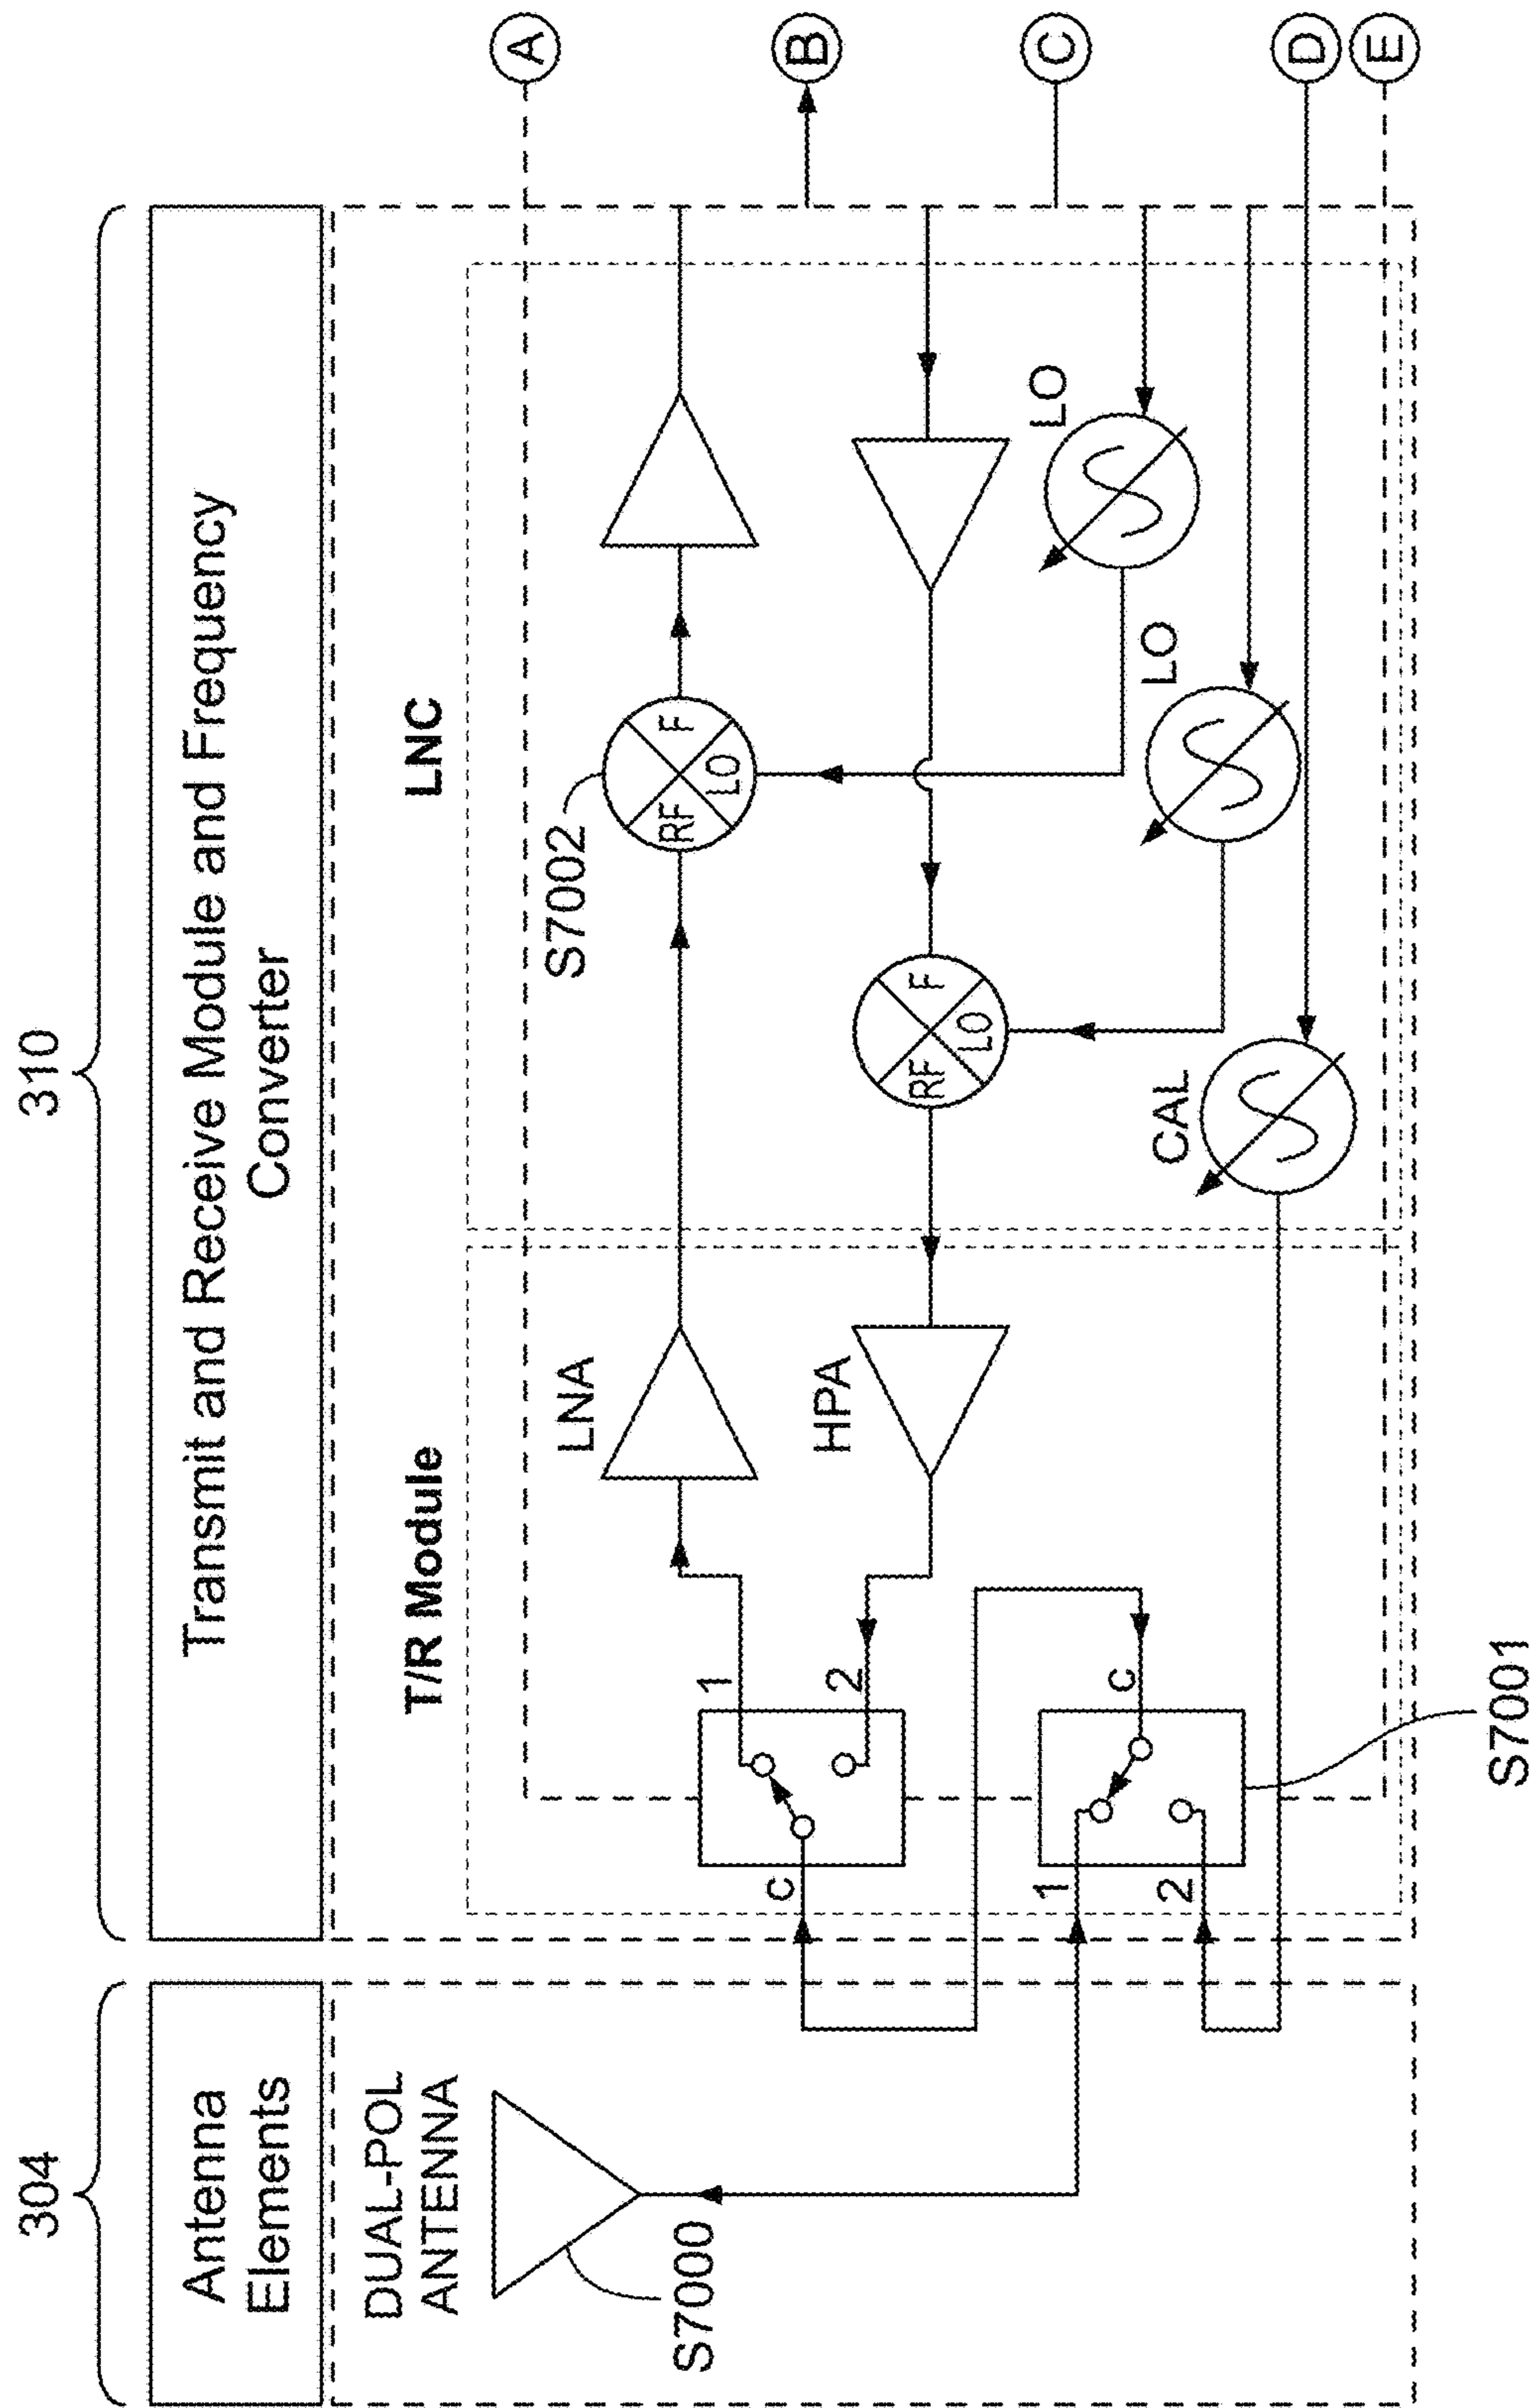 304
310
Antenna
Elements
Transmit and Receive Module and Frequency
Converter
DUAL-POL
ANTENNA
T/R Module
LNC
S7000
c
1
2
LNA
HPA
S7002
RF
F
LO
RF
F
LO
1
2
c
CAL
LO
LO
S7001
A
B
C
D
E